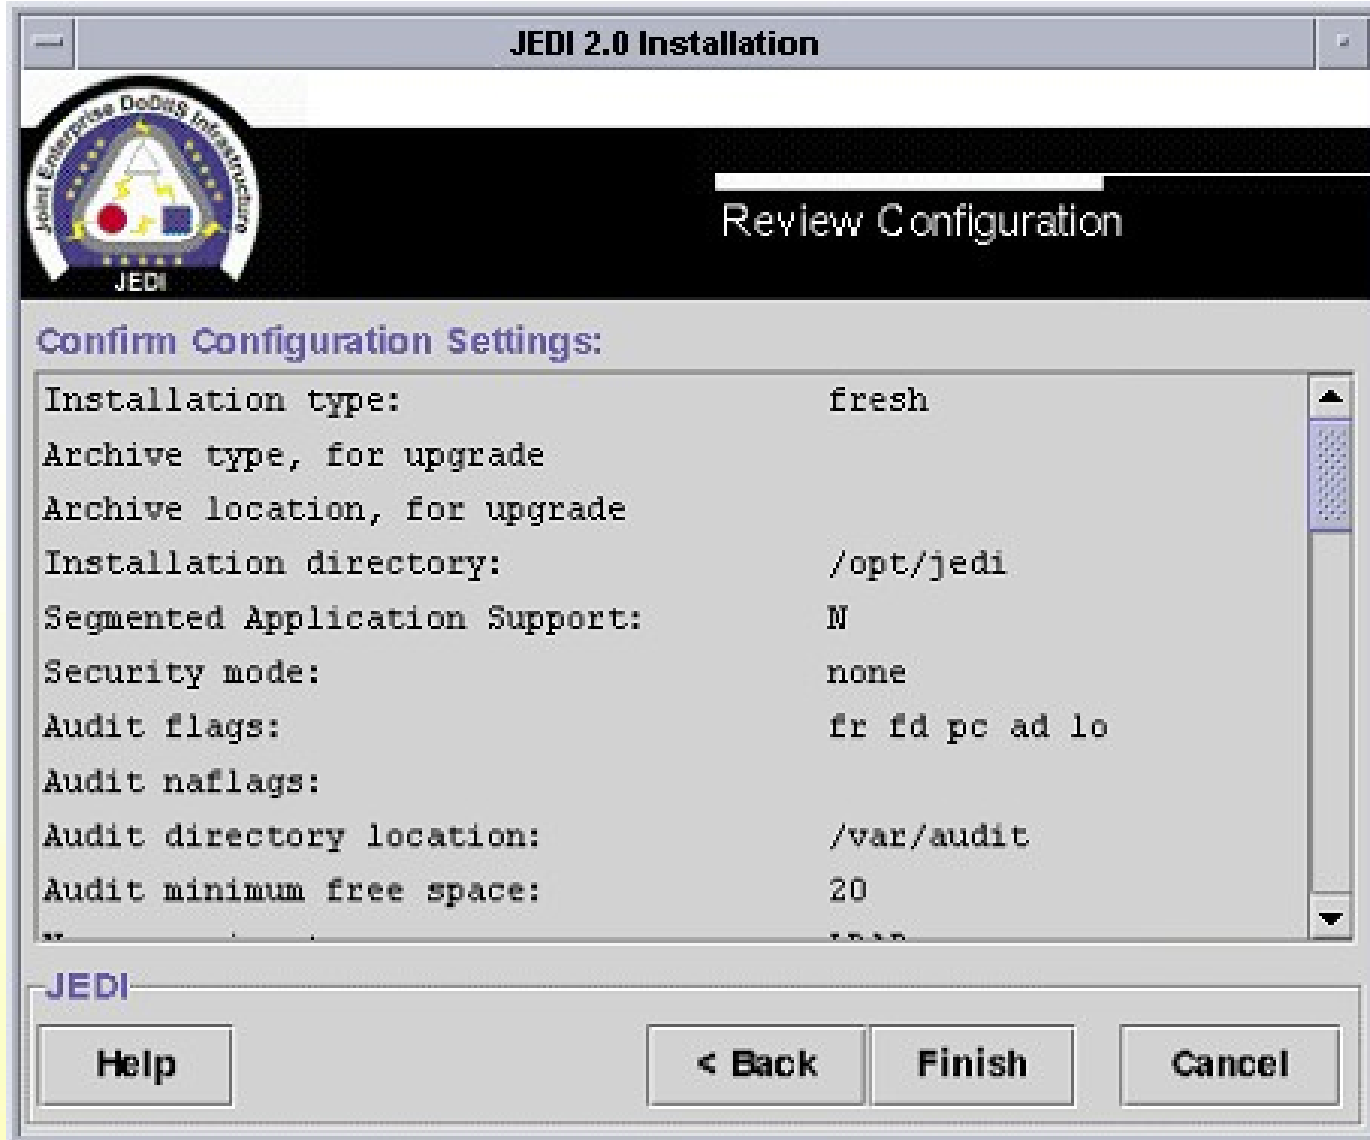 JEDI 2.0 Installation
Joint Enterprise DoDIIS Infrastructure
JEDI
Review Configuration
Confirm Configuration Settings:
Installation type: fresh
Archive type, for upgrade
Archive location, for upgrade
Installation directory: /opt/jedi
Segmented Application Support: N
Security mode: none
Audit flags: fr fd pc ad lo
Audit naflags:
Audit directory location: /var/audit
Audit minimum free space: 20
JEDI
Help
< Back
Finish
Cancel